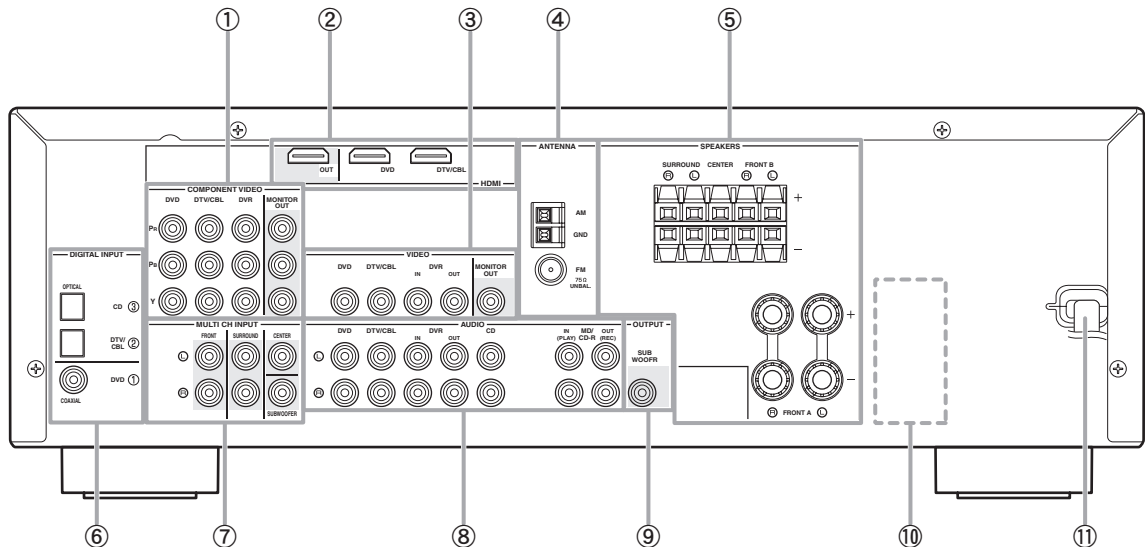 ① ② ③ ④ ⑤
ANTENNA
SPEAKERS
SURROUND CENTER FRONT B
R L R L
+
–
OUT DVD DTV/CBL
HDMI
AM
GND
FM
75Ω
UNBAL.
COMPONENT VIDEO
DVD DTV/CBL DVR MONITOR OUT
PR
PB
Y
VIDEO
DVD DTV/CBL DVR MONITOR OUT
IN OUT
DIGITAL INPUT
OPTICAL
CD ③
DTV/CBL ②
DVD ①
COAXIAL
MULTI CH INPUT
FRONT SURROUND CENTER
L
R
SUBWOOFER
AUDIO
DVD DTV/CBL DVR CD
IN OUT
IN (PLAY) MD/CD-R OUT (REC)
L
R
OUTPUT
SUB
WOOFR
+
–
R FRONT A L
⑥ ⑦ ⑧ ⑨ ⑩ ⑪